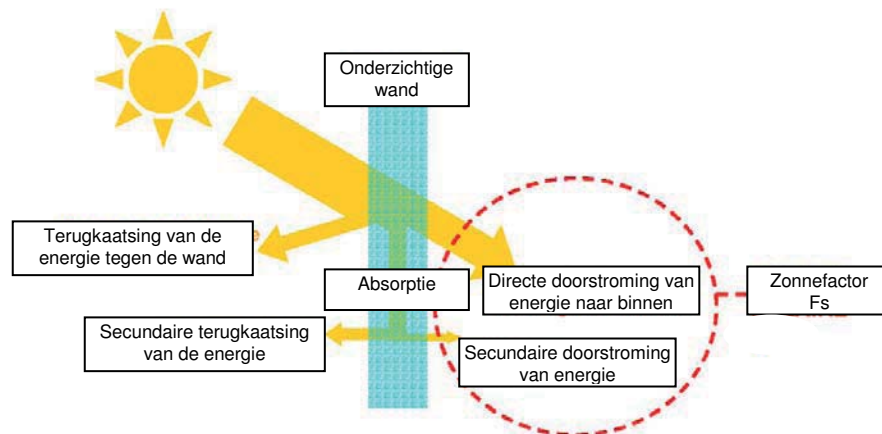 Onderzichtige
wand
Terugkaatsing van de
energie tegen de wand
Absorptie
Directe doorstroming van
energie naar binnen
Zonnefactor
Fs
Secundaire terugkaatsing
van de energie
Secundaire doorstroming
van energie